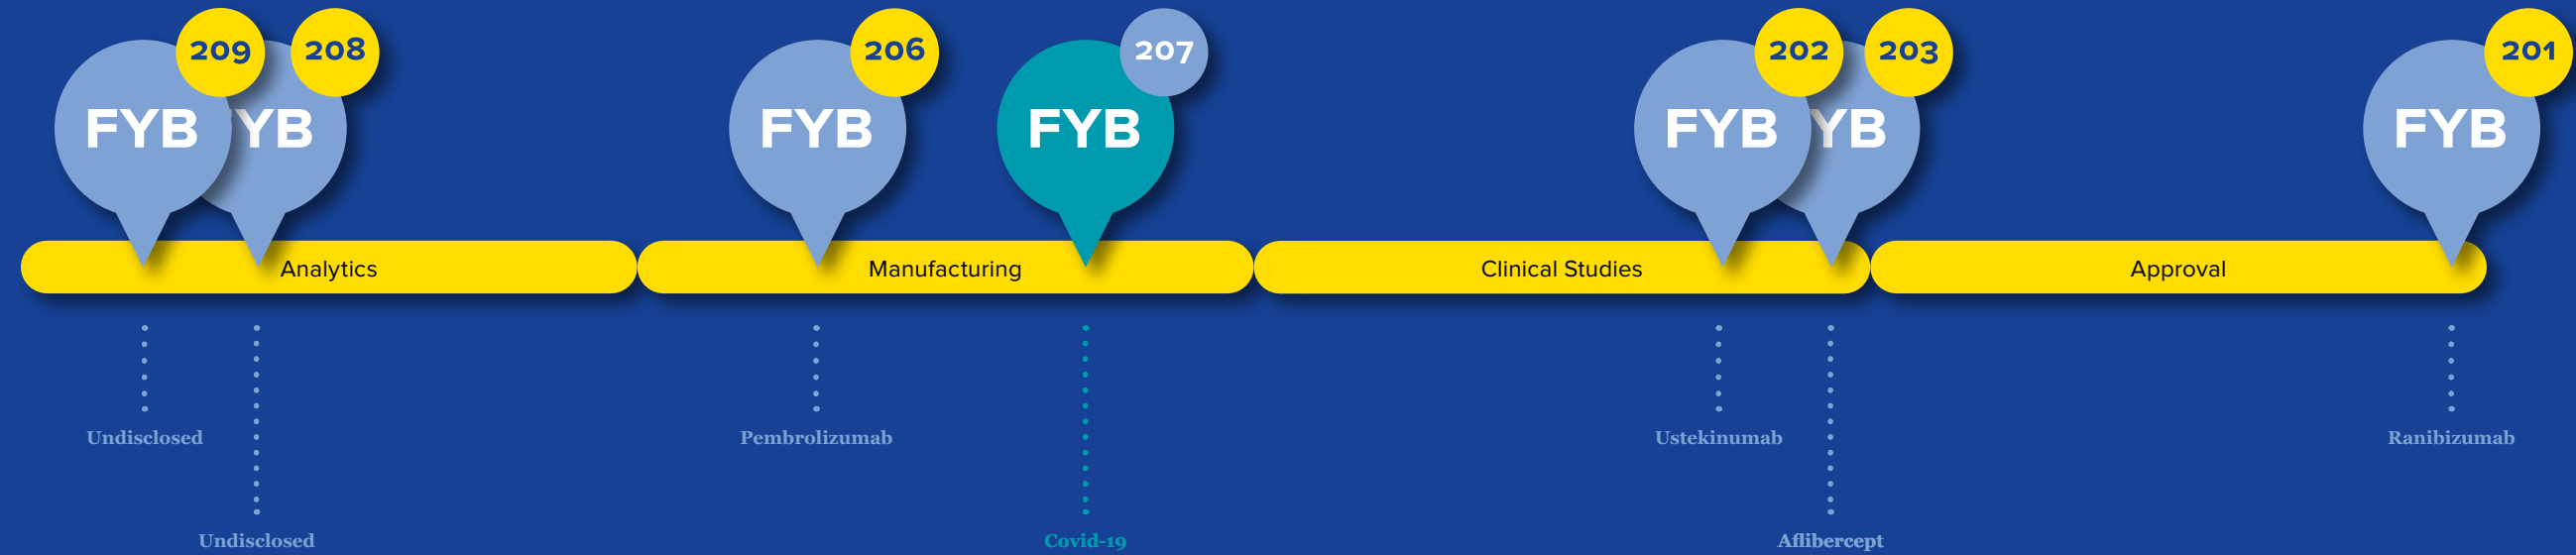 209
208
206
207
202
203
201
FYB
YB
FYB
FYB
FYB
YB
FYB
Analytics
Manufacturing
Clinical Studies
Approval
Undisclosed
Pembrolizumab
Ustekinumab
Ranibizumab
Undisclosed
Covid-19
Aflibercept